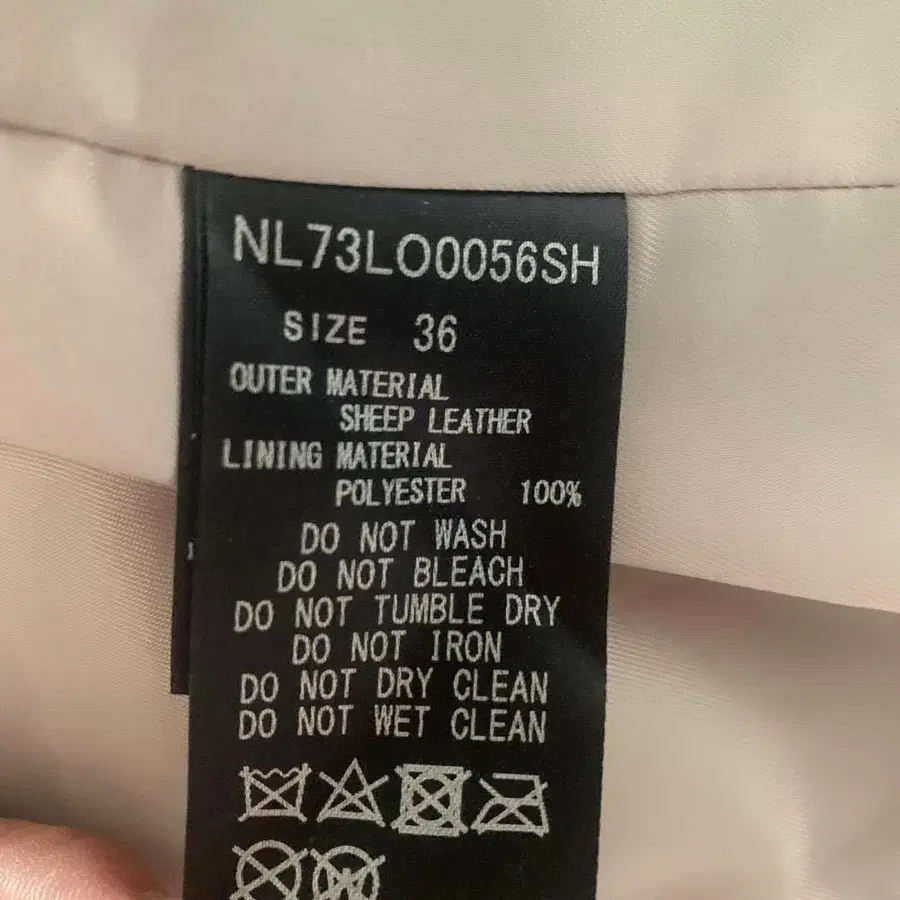 NL73LO0056SH
SIZE 36
OUTER MATERIAL
SHEEP LEATHER
LINING MATERIAL
POLYESTER 100%
DO NOT WASH
DO NOT BLEACH
DO NOT TUMBLE DRY
DO NOT IRON
DO NOT DRY CLEAN
DO NOT WET CLEAN